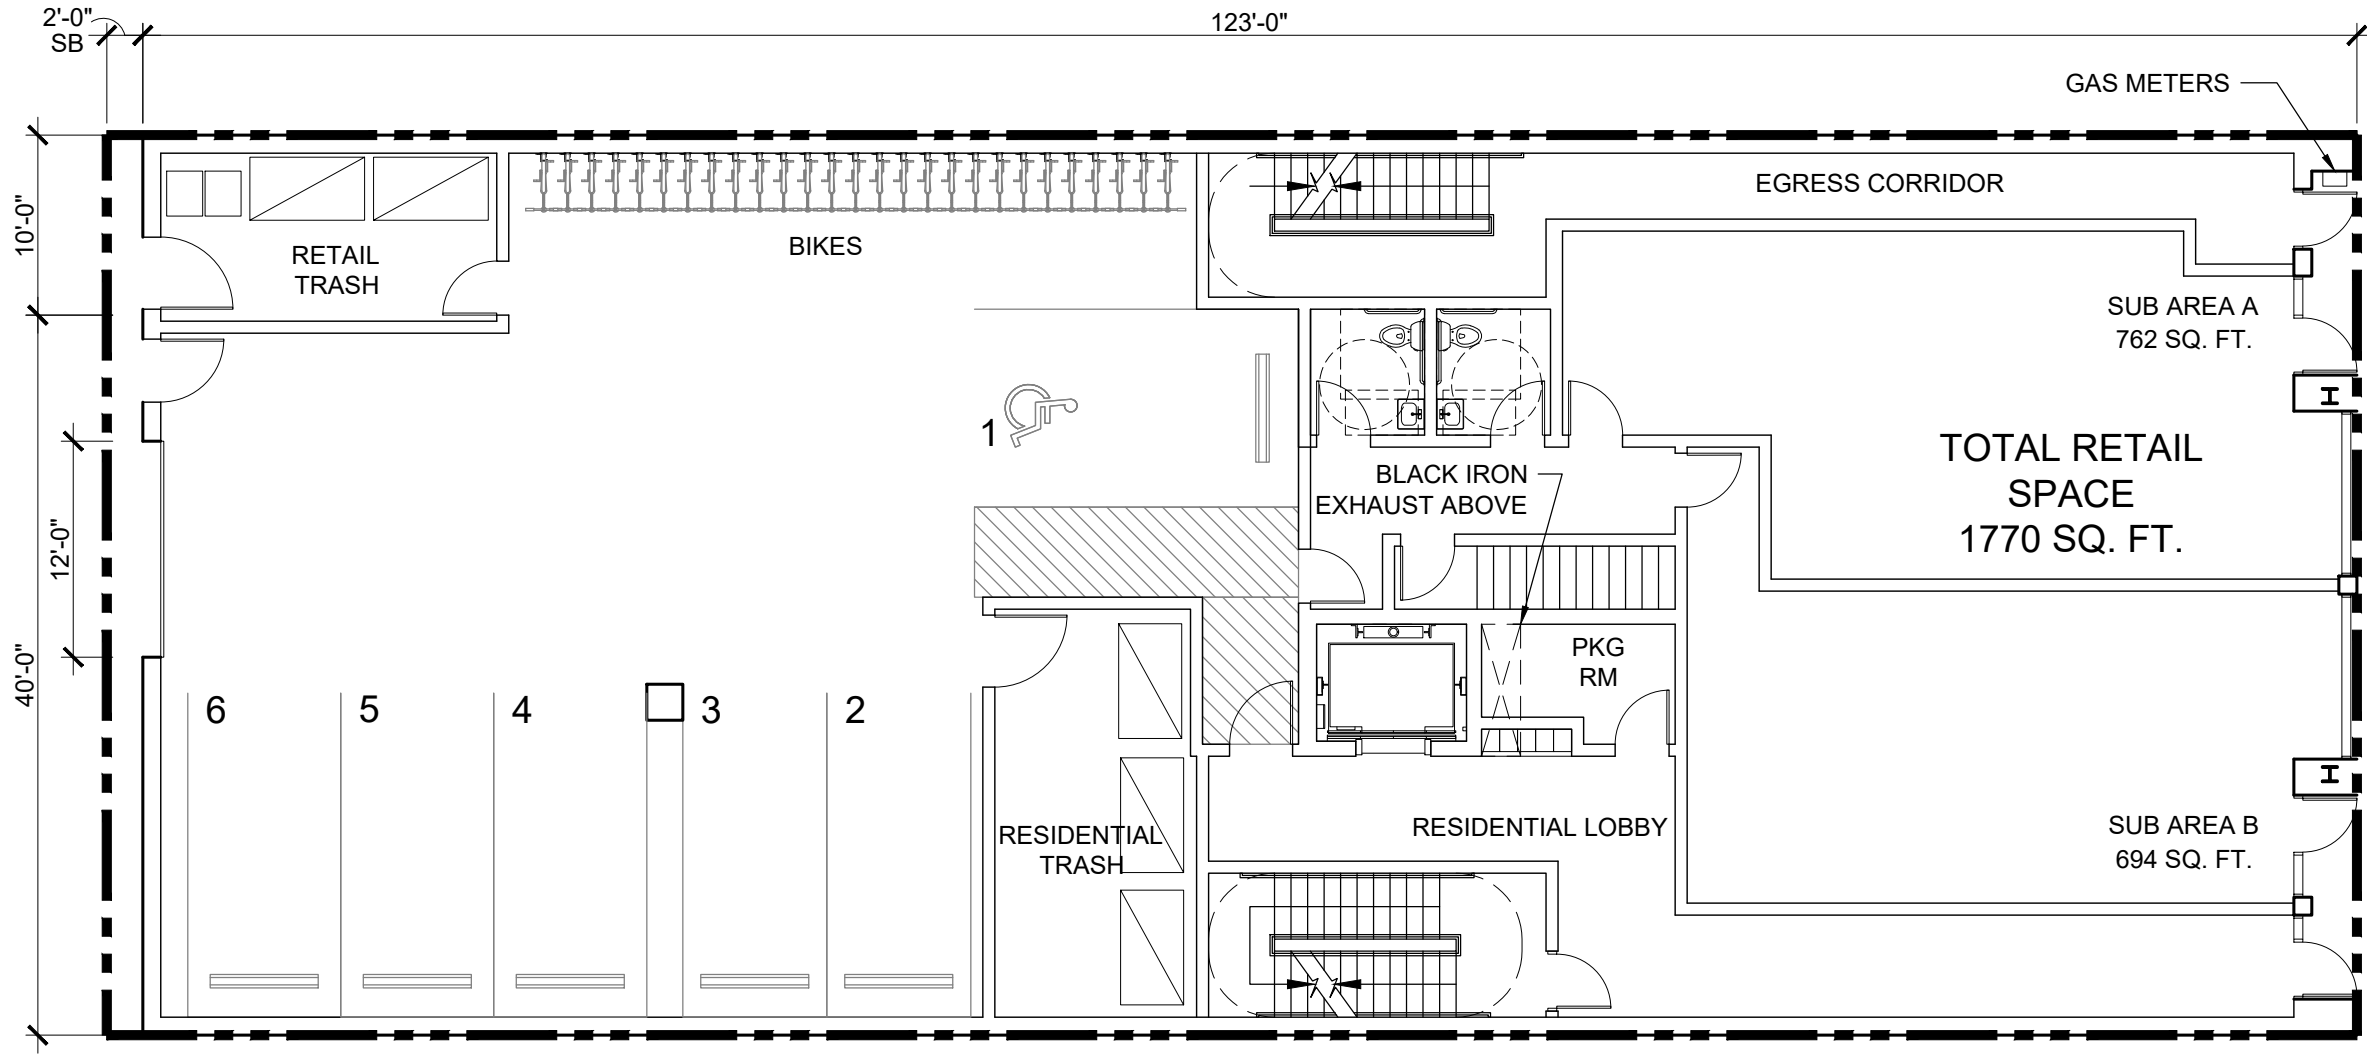 2'-0"
SB
123'-0"
GAS METERS
10'-0"
EGRESS CORRIDOR
BIKES
RETAIL
TRASH
SUB AREA A
762 SQ. FT.
1
TOTAL RETAIL
SPACE
1770 SQ. FT.
BLACK IRON
EXHAUST ABOVE
12'-0"
40'-0"
PKG
RM
6
5
4
3
2
RESIDENTIAL
TRASH
RESIDENTIAL LOBBY
SUB AREA B
694 SQ. FT.